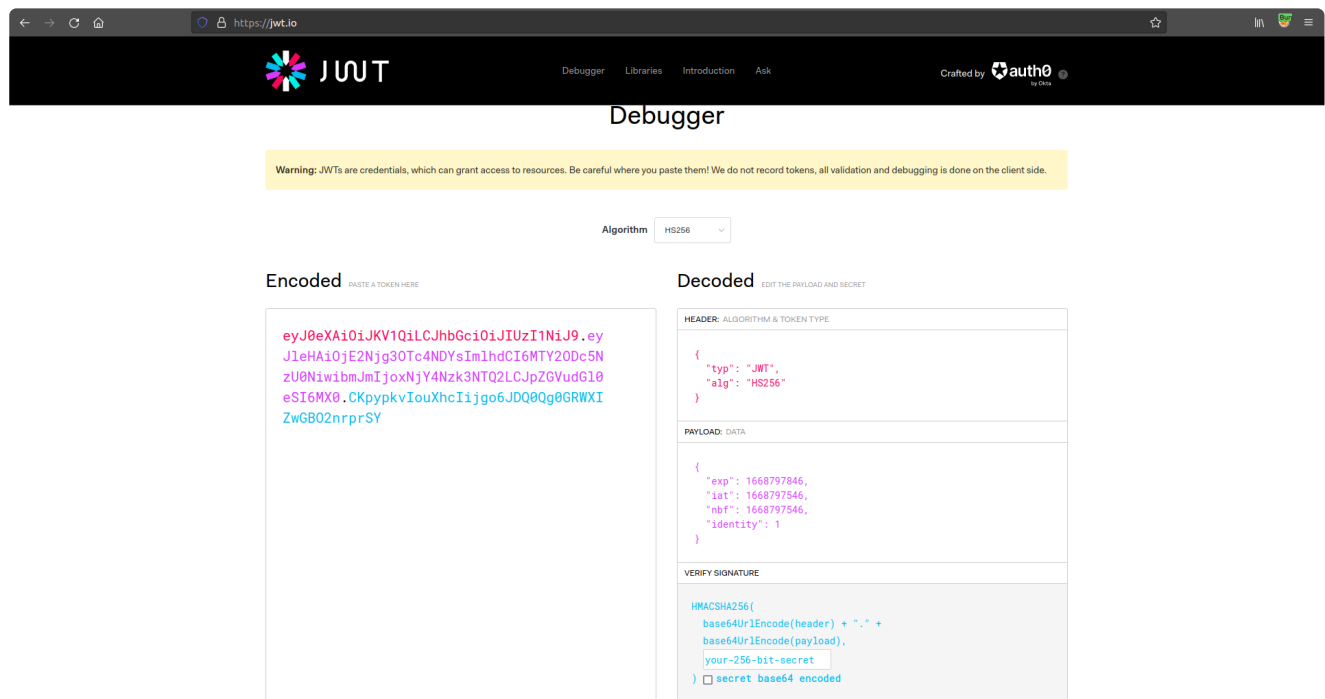 https://jwt.io
JWT
Debugger Libraries Introduction Ask
Crafted by auth0
by Okta
Debugger
Warning: JWTs are credentials, which can grant access to resources. Be careful where you paste them! We do not record tokens, all validation and debugging is done on the client side.
Algorithm HS256
Encoded PASTE A TOKEN HERE
eyJ0eXAiOiJKV1QiLCJhbGciOiJIUzI1NiJ9.ey
JleHAiOjE2Njg3OTc4NDYsImlhdCI6MTY2ODc5N
zU0NiwibmJmIjoxNjY4Nzk3NTQ2LCJpZGVudGl0
eSI6MX0.CKpypkvIouXhcIijgo6JDQ0Qg0GRWXI
ZwGBO2nrprSY
Decoded EDIT THE PAYLOAD AND SECRET
HEADER: ALGORITHM & TOKEN TYPE
{
"typ": "JWT",
"alg": "HS256"
}
PAYLOAD: DATA
{
"exp": 1668797846,
"iat": 1668797546,
"nbf": 1668797546,
"identity": 1
}
VERIFY SIGNATURE
HMACSHA256(
base64UrlEncode(header) + "." +
base64UrlEncode(payload),
your-256-bit-secret
) secret base64 encoded